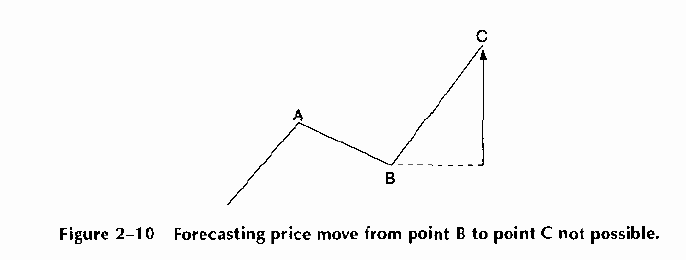 C
A
B
Figure 2–10 Forecasting price move from point B to point C not possible.